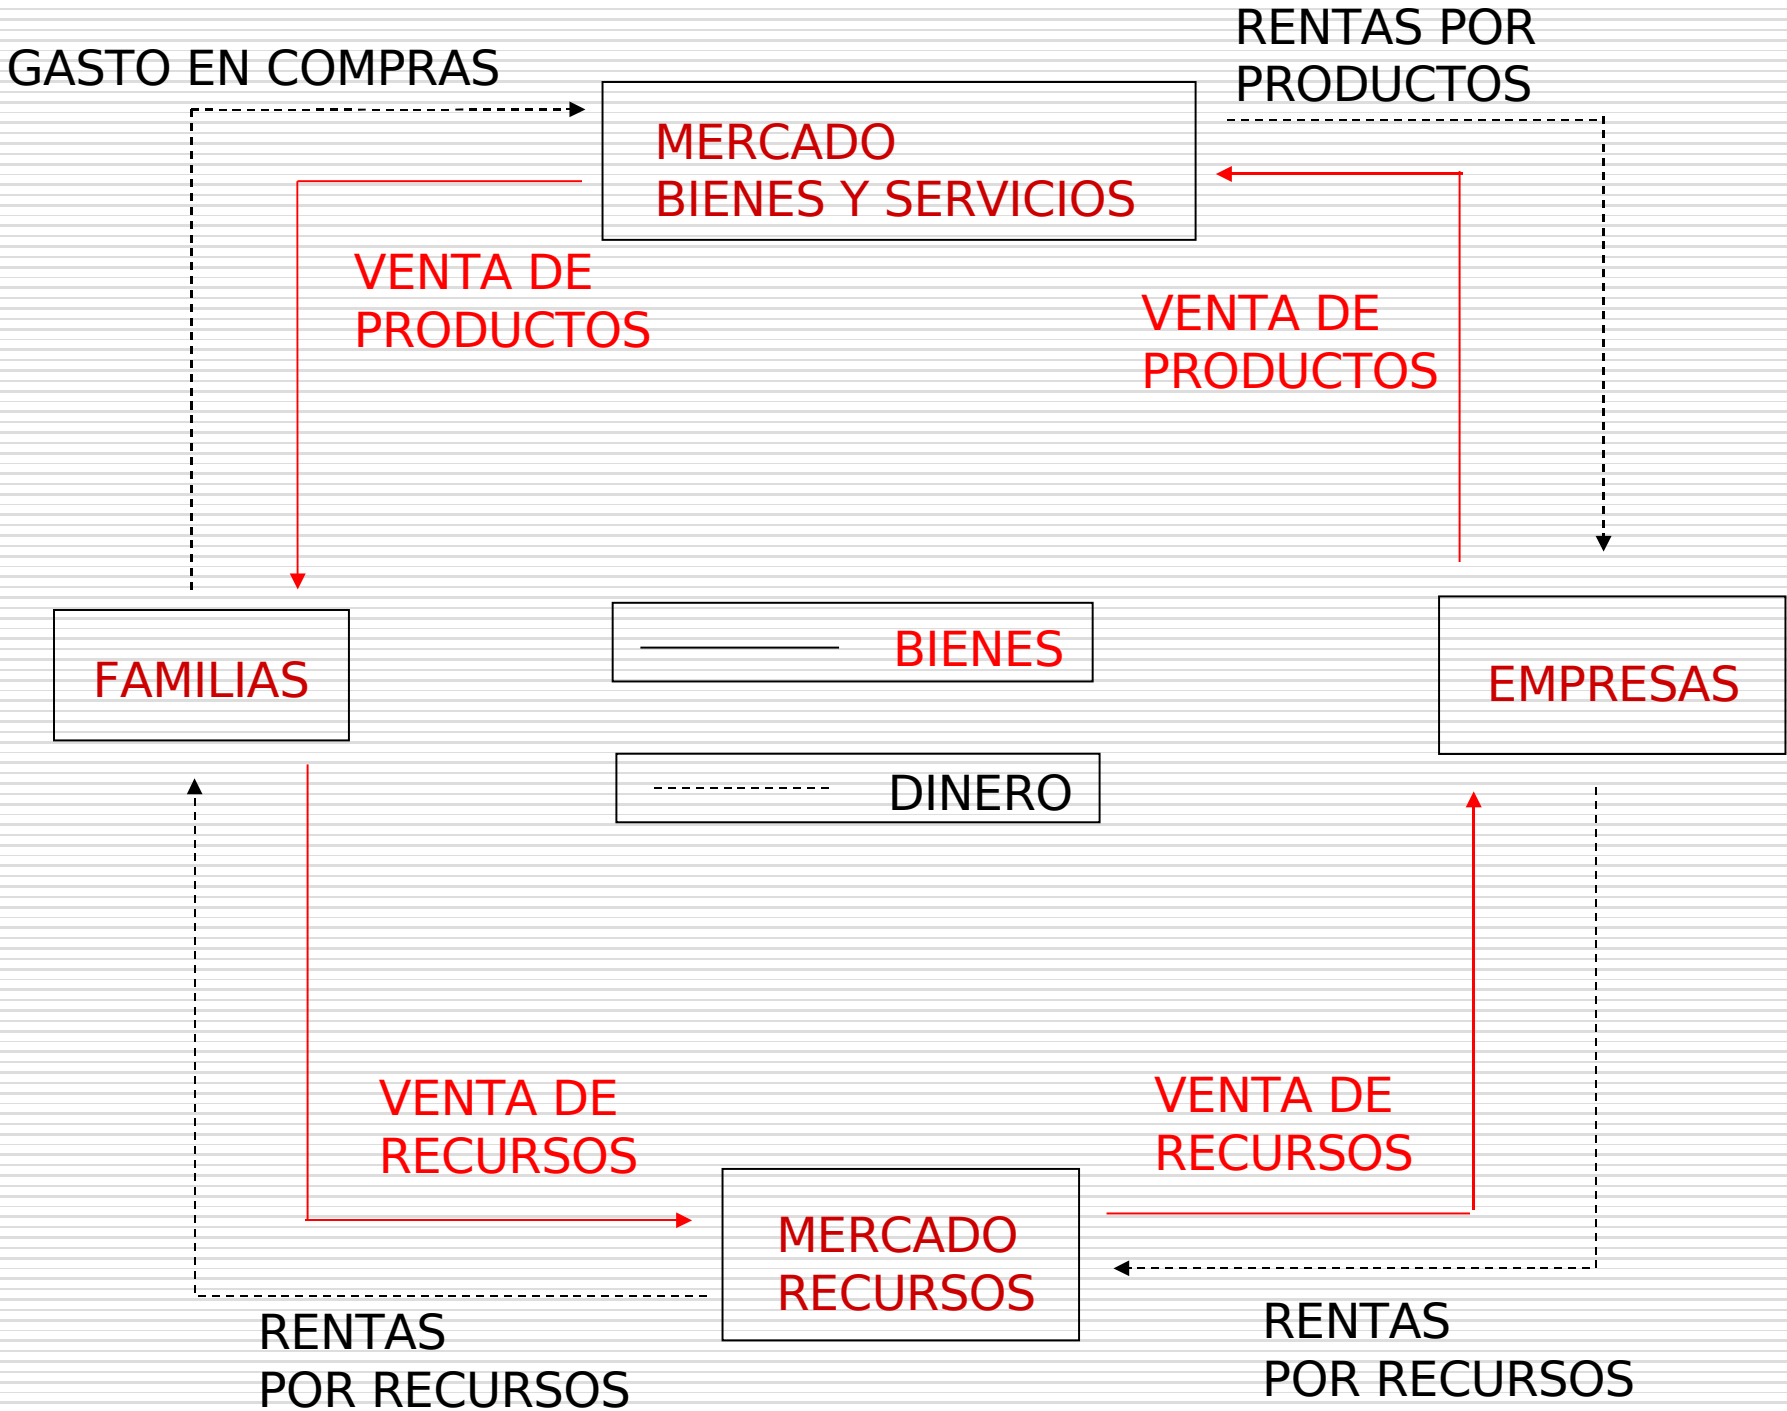 GASTO EN COMPRAS
RENTAS POR
PRODUCTOS
MERCADO
BIENES Y SERVICIOS
VENTA DE
PRODUCTOS
VENTA DE
PRODUCTOS
FAMILIAS
BIENES
EMPRESAS
DINERO
VENTA DE
RECURSOS
VENTA DE
RECURSOS
MERCADO
RECURSOS
RENTAS
POR RECURSOS
RENTAS
POR RECURSOS